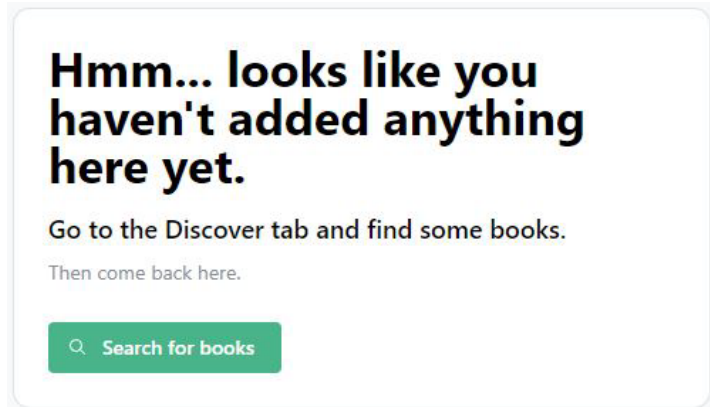 Hmm... looks like you
haven't added anything
here yet.
Go to the Discover tab and find some books.
Then come back here.
Search for books